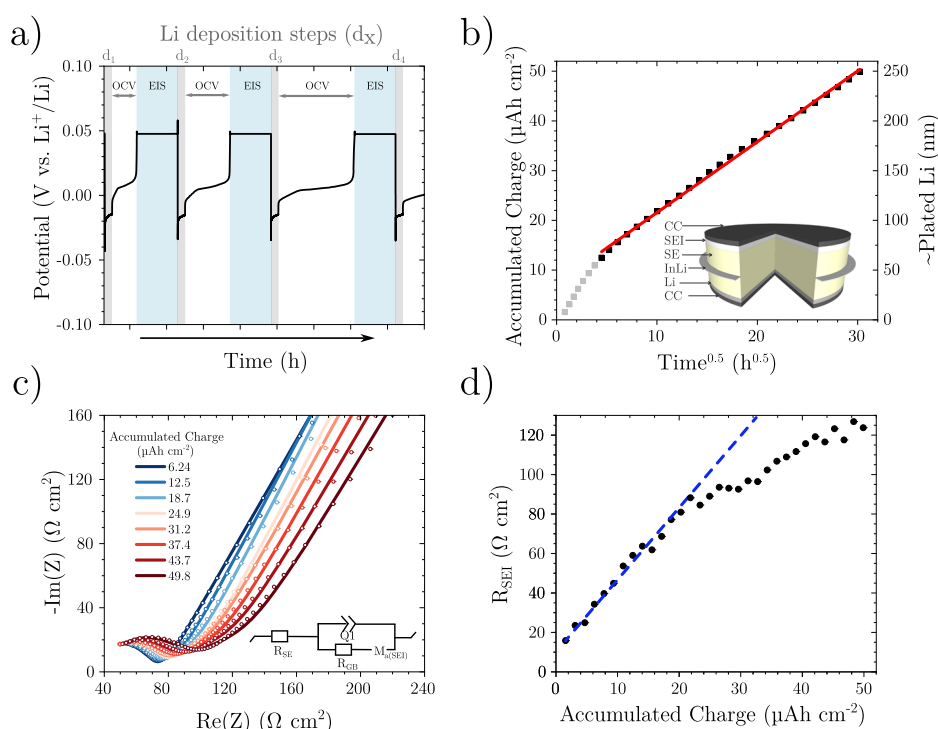 a)
Li deposition steps (dX)
d1 d2 d3 d4
OCV EIS OCV EIS OCV EIS
Potential (V vs. Li+/Li)
0.10
0.05
0.00
-0.05
-0.10
Time (h)
b)
Accumulated Charge (µAh cm-2)
50
40
30
20
10
0
0 10 20 30
Time0.5 (h0.5)
250
200
150
100
50
0
~Plated Li (nm)
CC
SEI
SE
InLi
Li
CC
c)
-Im(Z) (Ω cm2)
160
120
80
40
0
40 80 120 160 200 240
Re(Z) (Ω cm2)
Accumulated Charge
(µAh cm-2)
6.24
12.5
18.7
24.9
31.2
37.4
43.7
49.8
RSE
Q1
RGB
Ma(SEI)
d)
RSEI (Ω cm2)
120
100
80
60
40
20
0
0 10 20 30 40 50
Accumulated Charge (µAh cm-2)